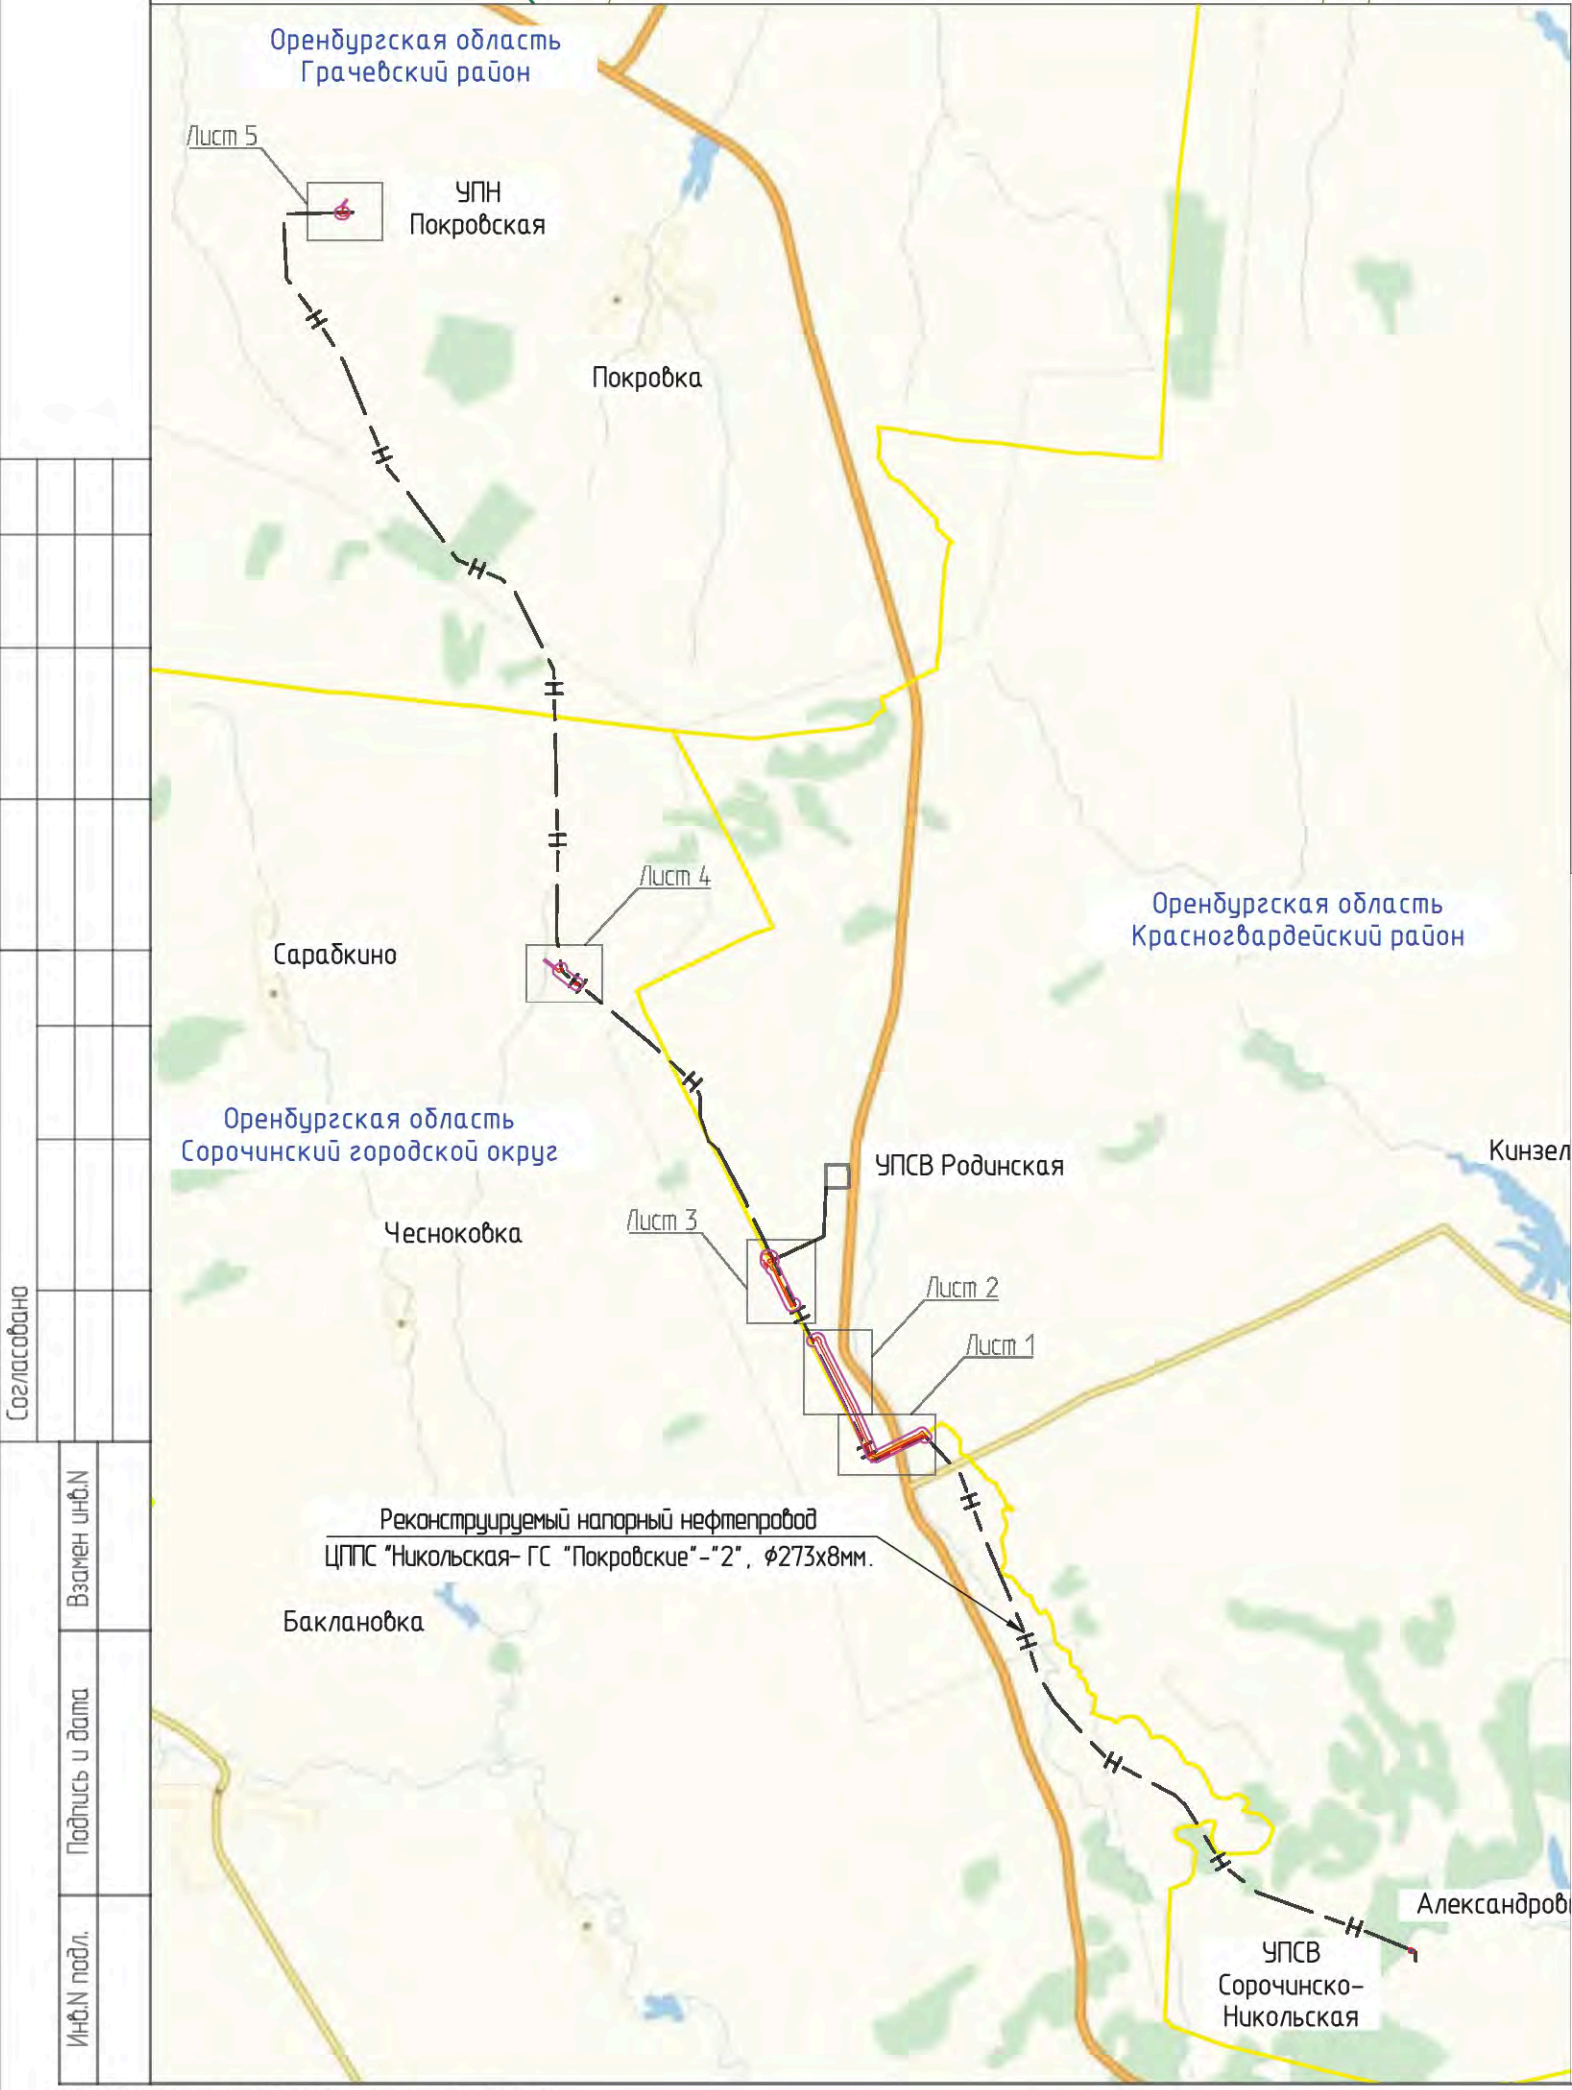 Оренбургская область
Грачевский район
Лист 5
УПН
Покровская
Покровка
Лист 4
Оренбургская область
Красногвардейский район
Сарабкино
Оренбургская область
Сорочинский городской округ
Кинзел
УПСВ Родинская
Лист 3
Чесноковка
Лист 2
Лист 1
Реконструируемый напорный нефтепровод
ЦППС "Никольская- ГС "Покровские"-"2", ф273х8мм.
Баклановка
Александров
УПСВ
Сорочинско-
Никольская
Согласовано
Взамен инв.N
Подпись и дата
Инв.N подл.
Н
Н
Н
Н
Н
Н
Н
Н
Н
Н
Н
Н
Н
Н